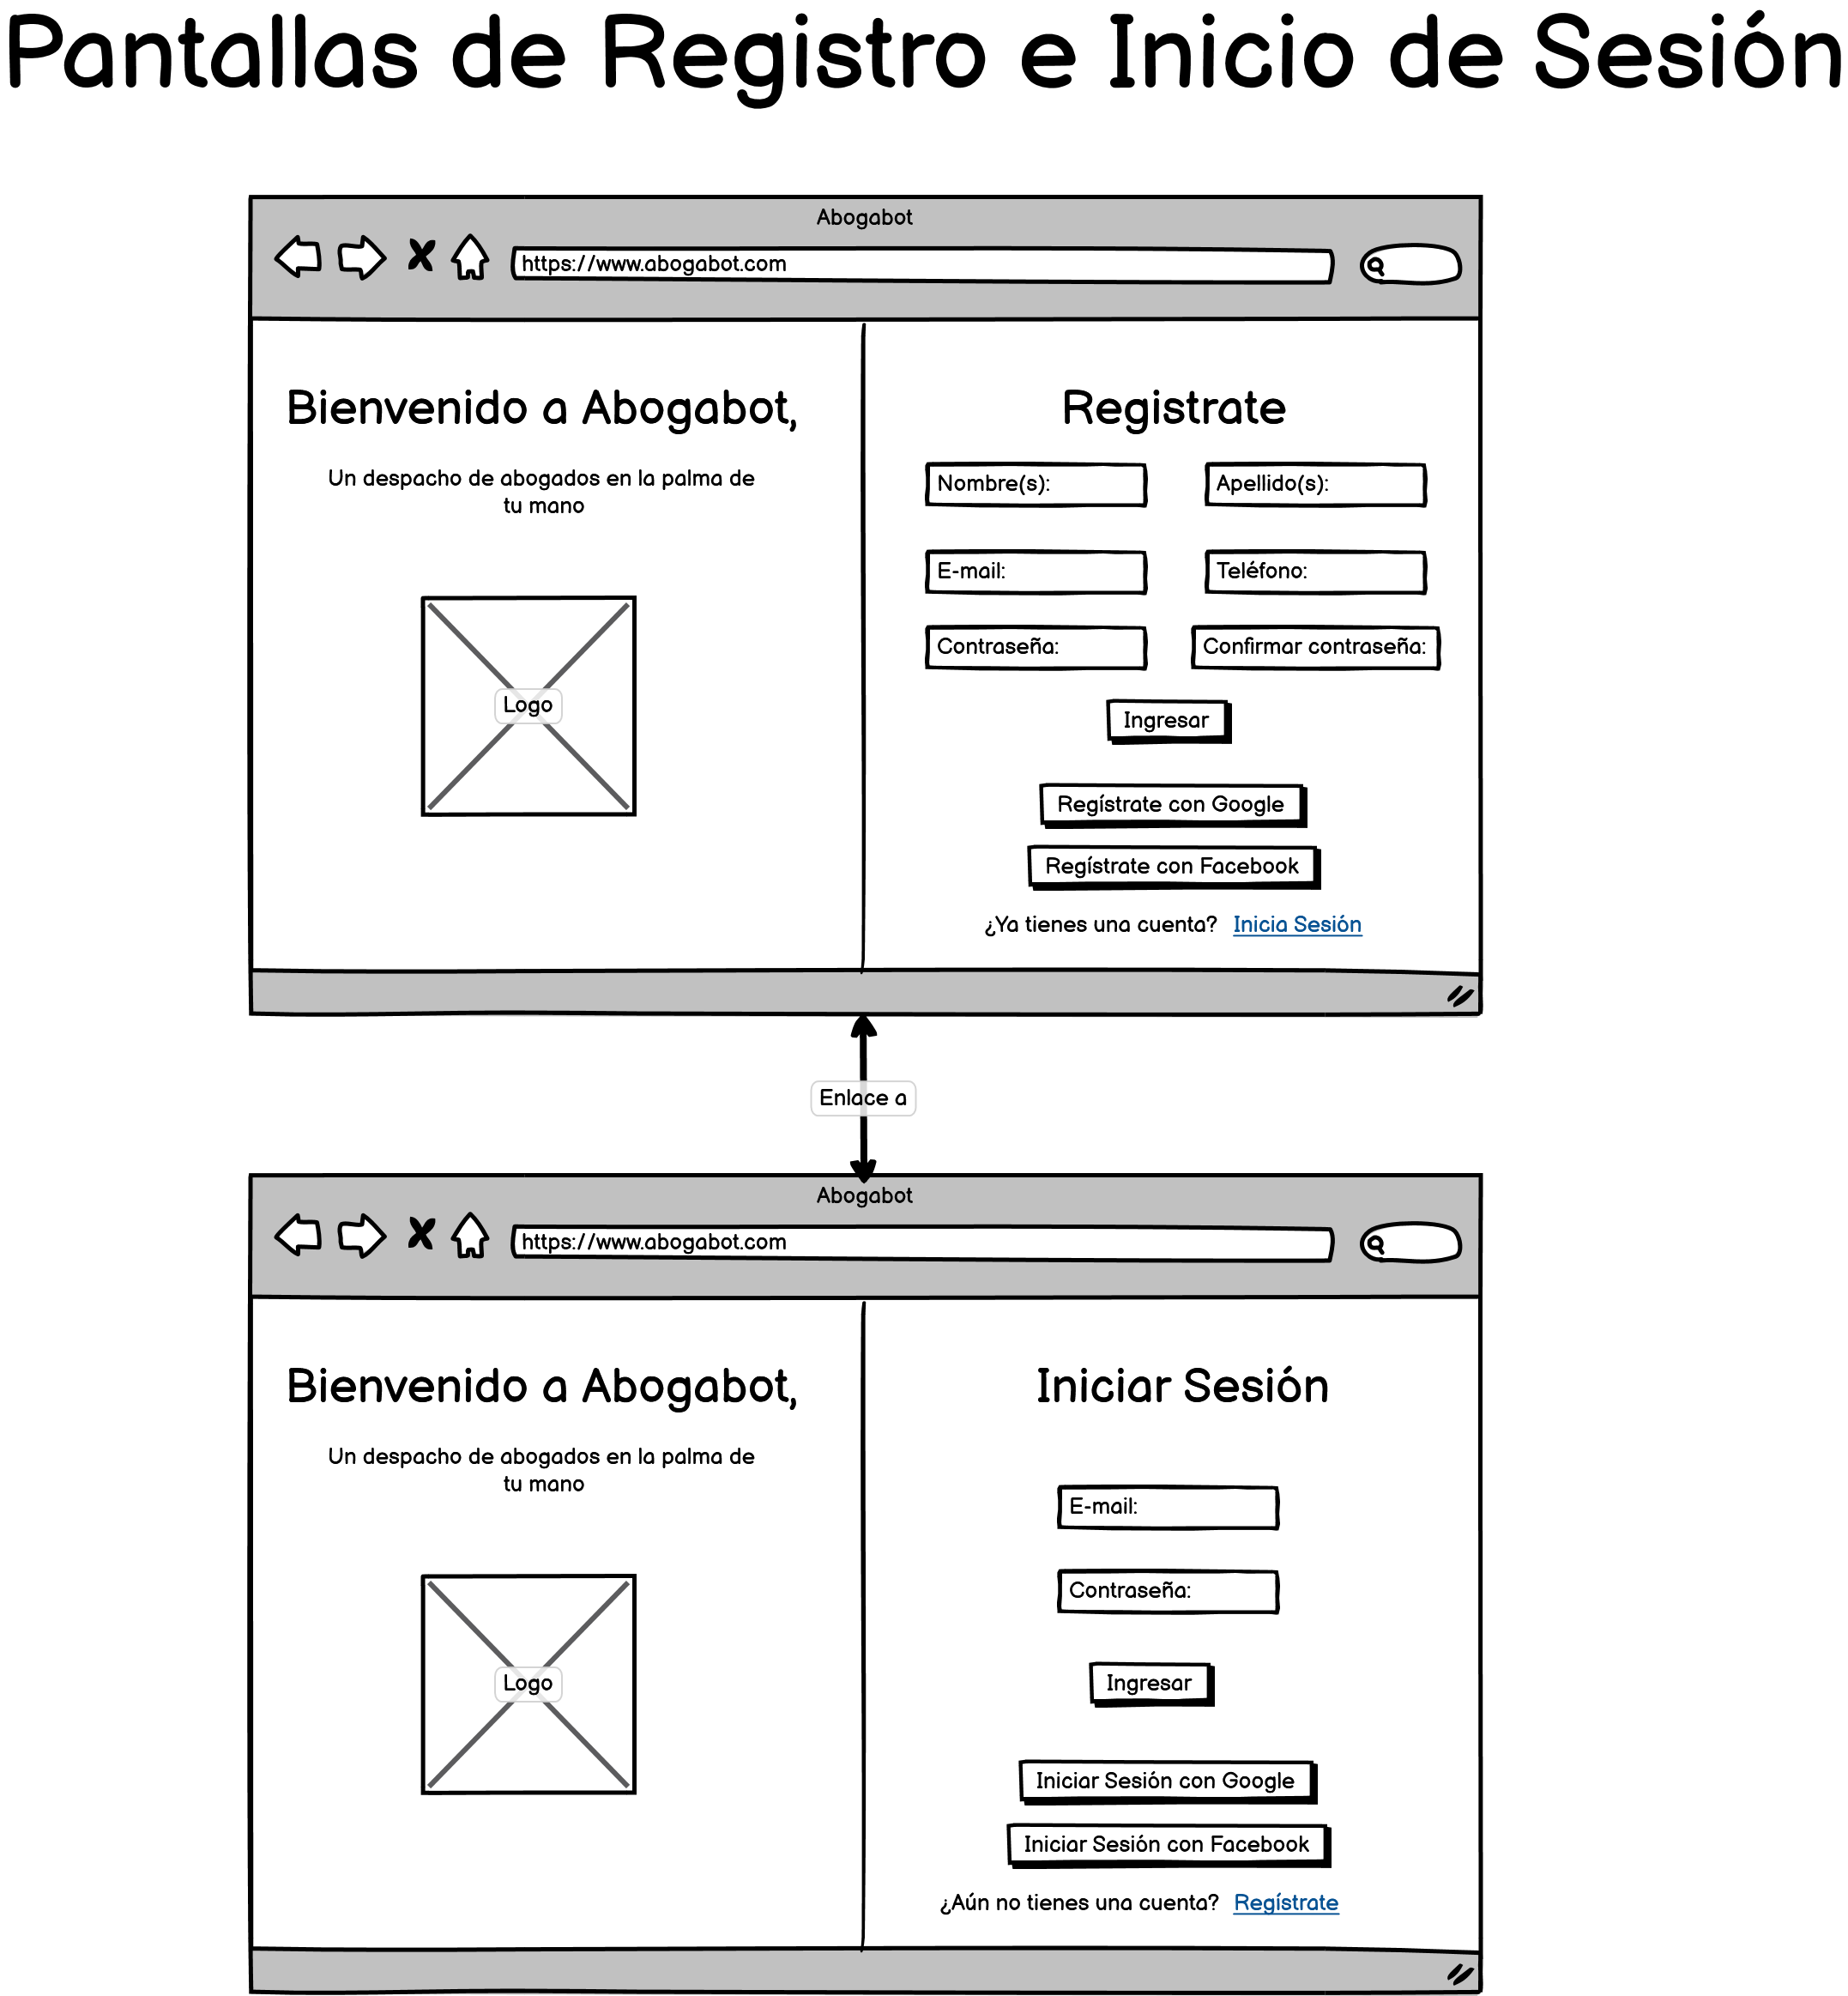 Pantallas de Registro e Inicio de Sesión
Abogabot
https://www.abogabot.com
Bienvenido a Abogabot,
Un despacho de abogados en la palma de
tu mano
Logo
Registrate
Nombre(s):
Apellido(s):
E-mail:
Teléfono:
Contraseña:
Confirmar contraseña:
Ingresar
Regístrate con Google
Regístrate con Facebook
¿Ya tienes una cuenta? Inicia Sesión
Enlace a
Abogabot
https://www.abogabot.com
Bienvenido a Abogabot,
Un despacho de abogados en la palma de
tu mano
Logo
Iniciar Sesión
E-mail:
Contraseña:
Ingresar
Iniciar Sesión con Google
Iniciar Sesión con Facebook
¿Aún no tienes una cuenta? Regístrate